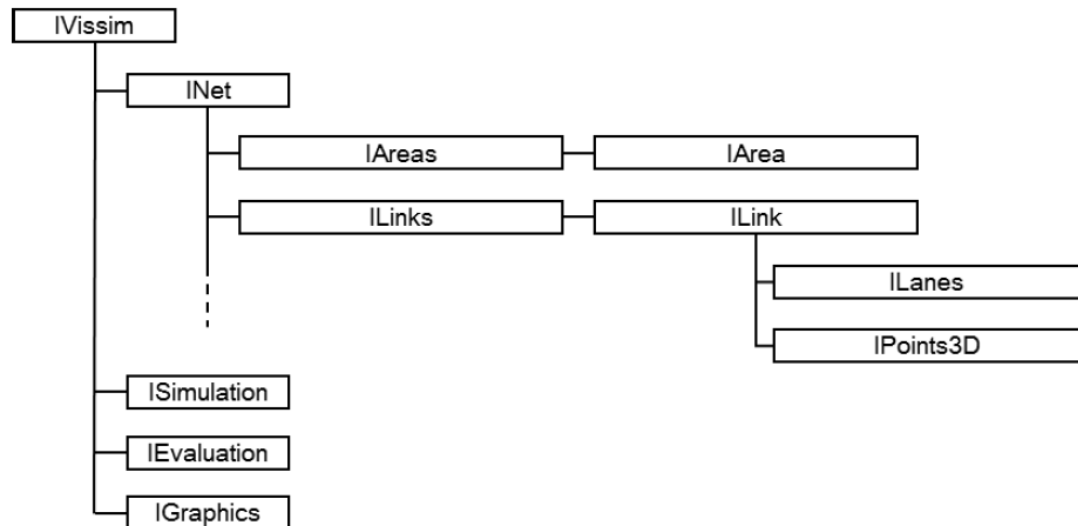 IVissim
INet
IAreas
IArea
ILinks
ILink
ILanes
IPoints3D
ISimulation
IEvaluation
IGraphics